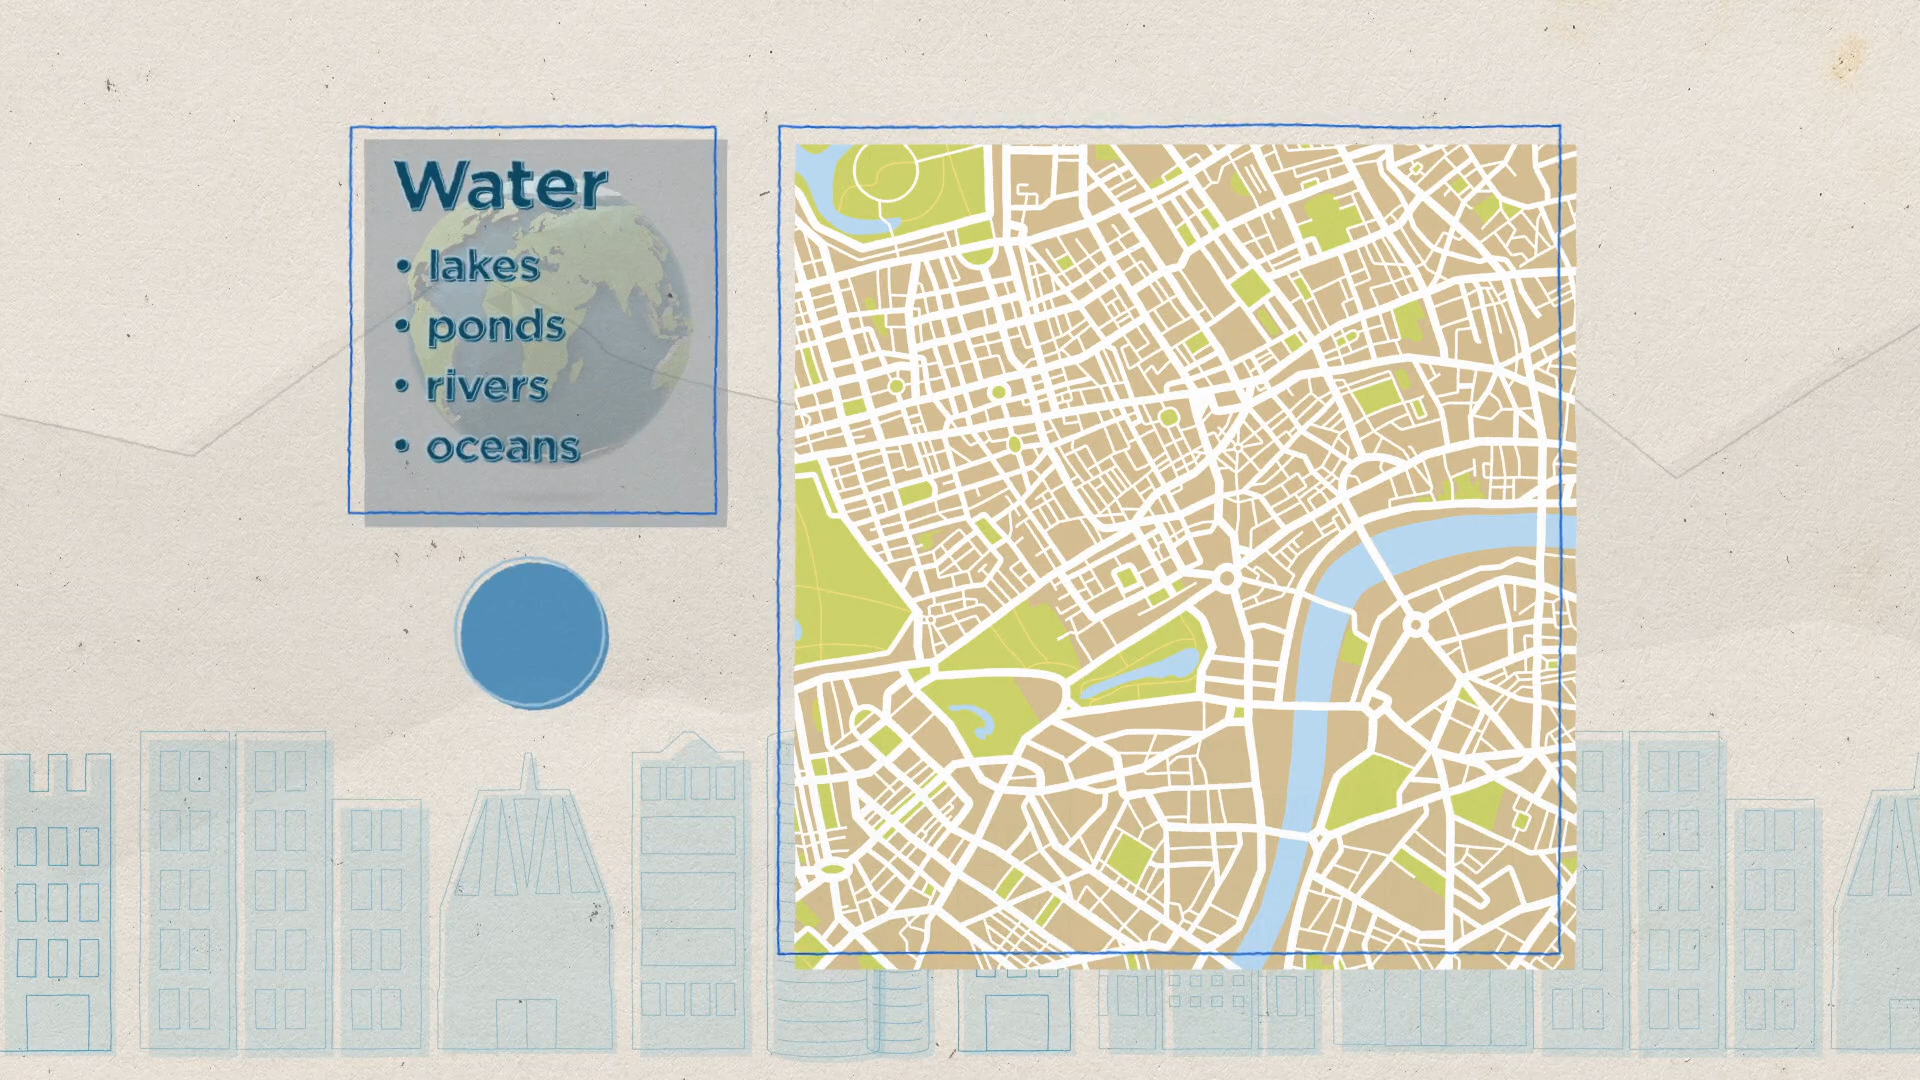 Water
• lakes
• ponds
• rivers
• oceans